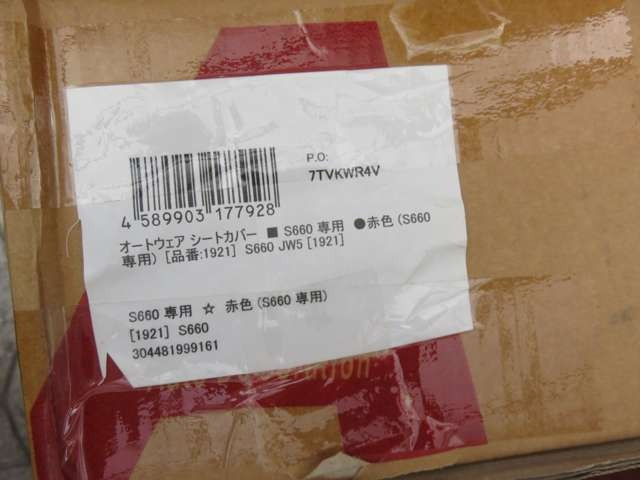 P.O:
7TVKWR4V
4 589903 177928
オートウェア シートカバー ■ S660 専用 ●赤色 (S660
専用) [品番:1921] S660 JW5 [1921]
S660 専用 ☆ 赤色 (S660 専用)
[1921] S660
304481999161